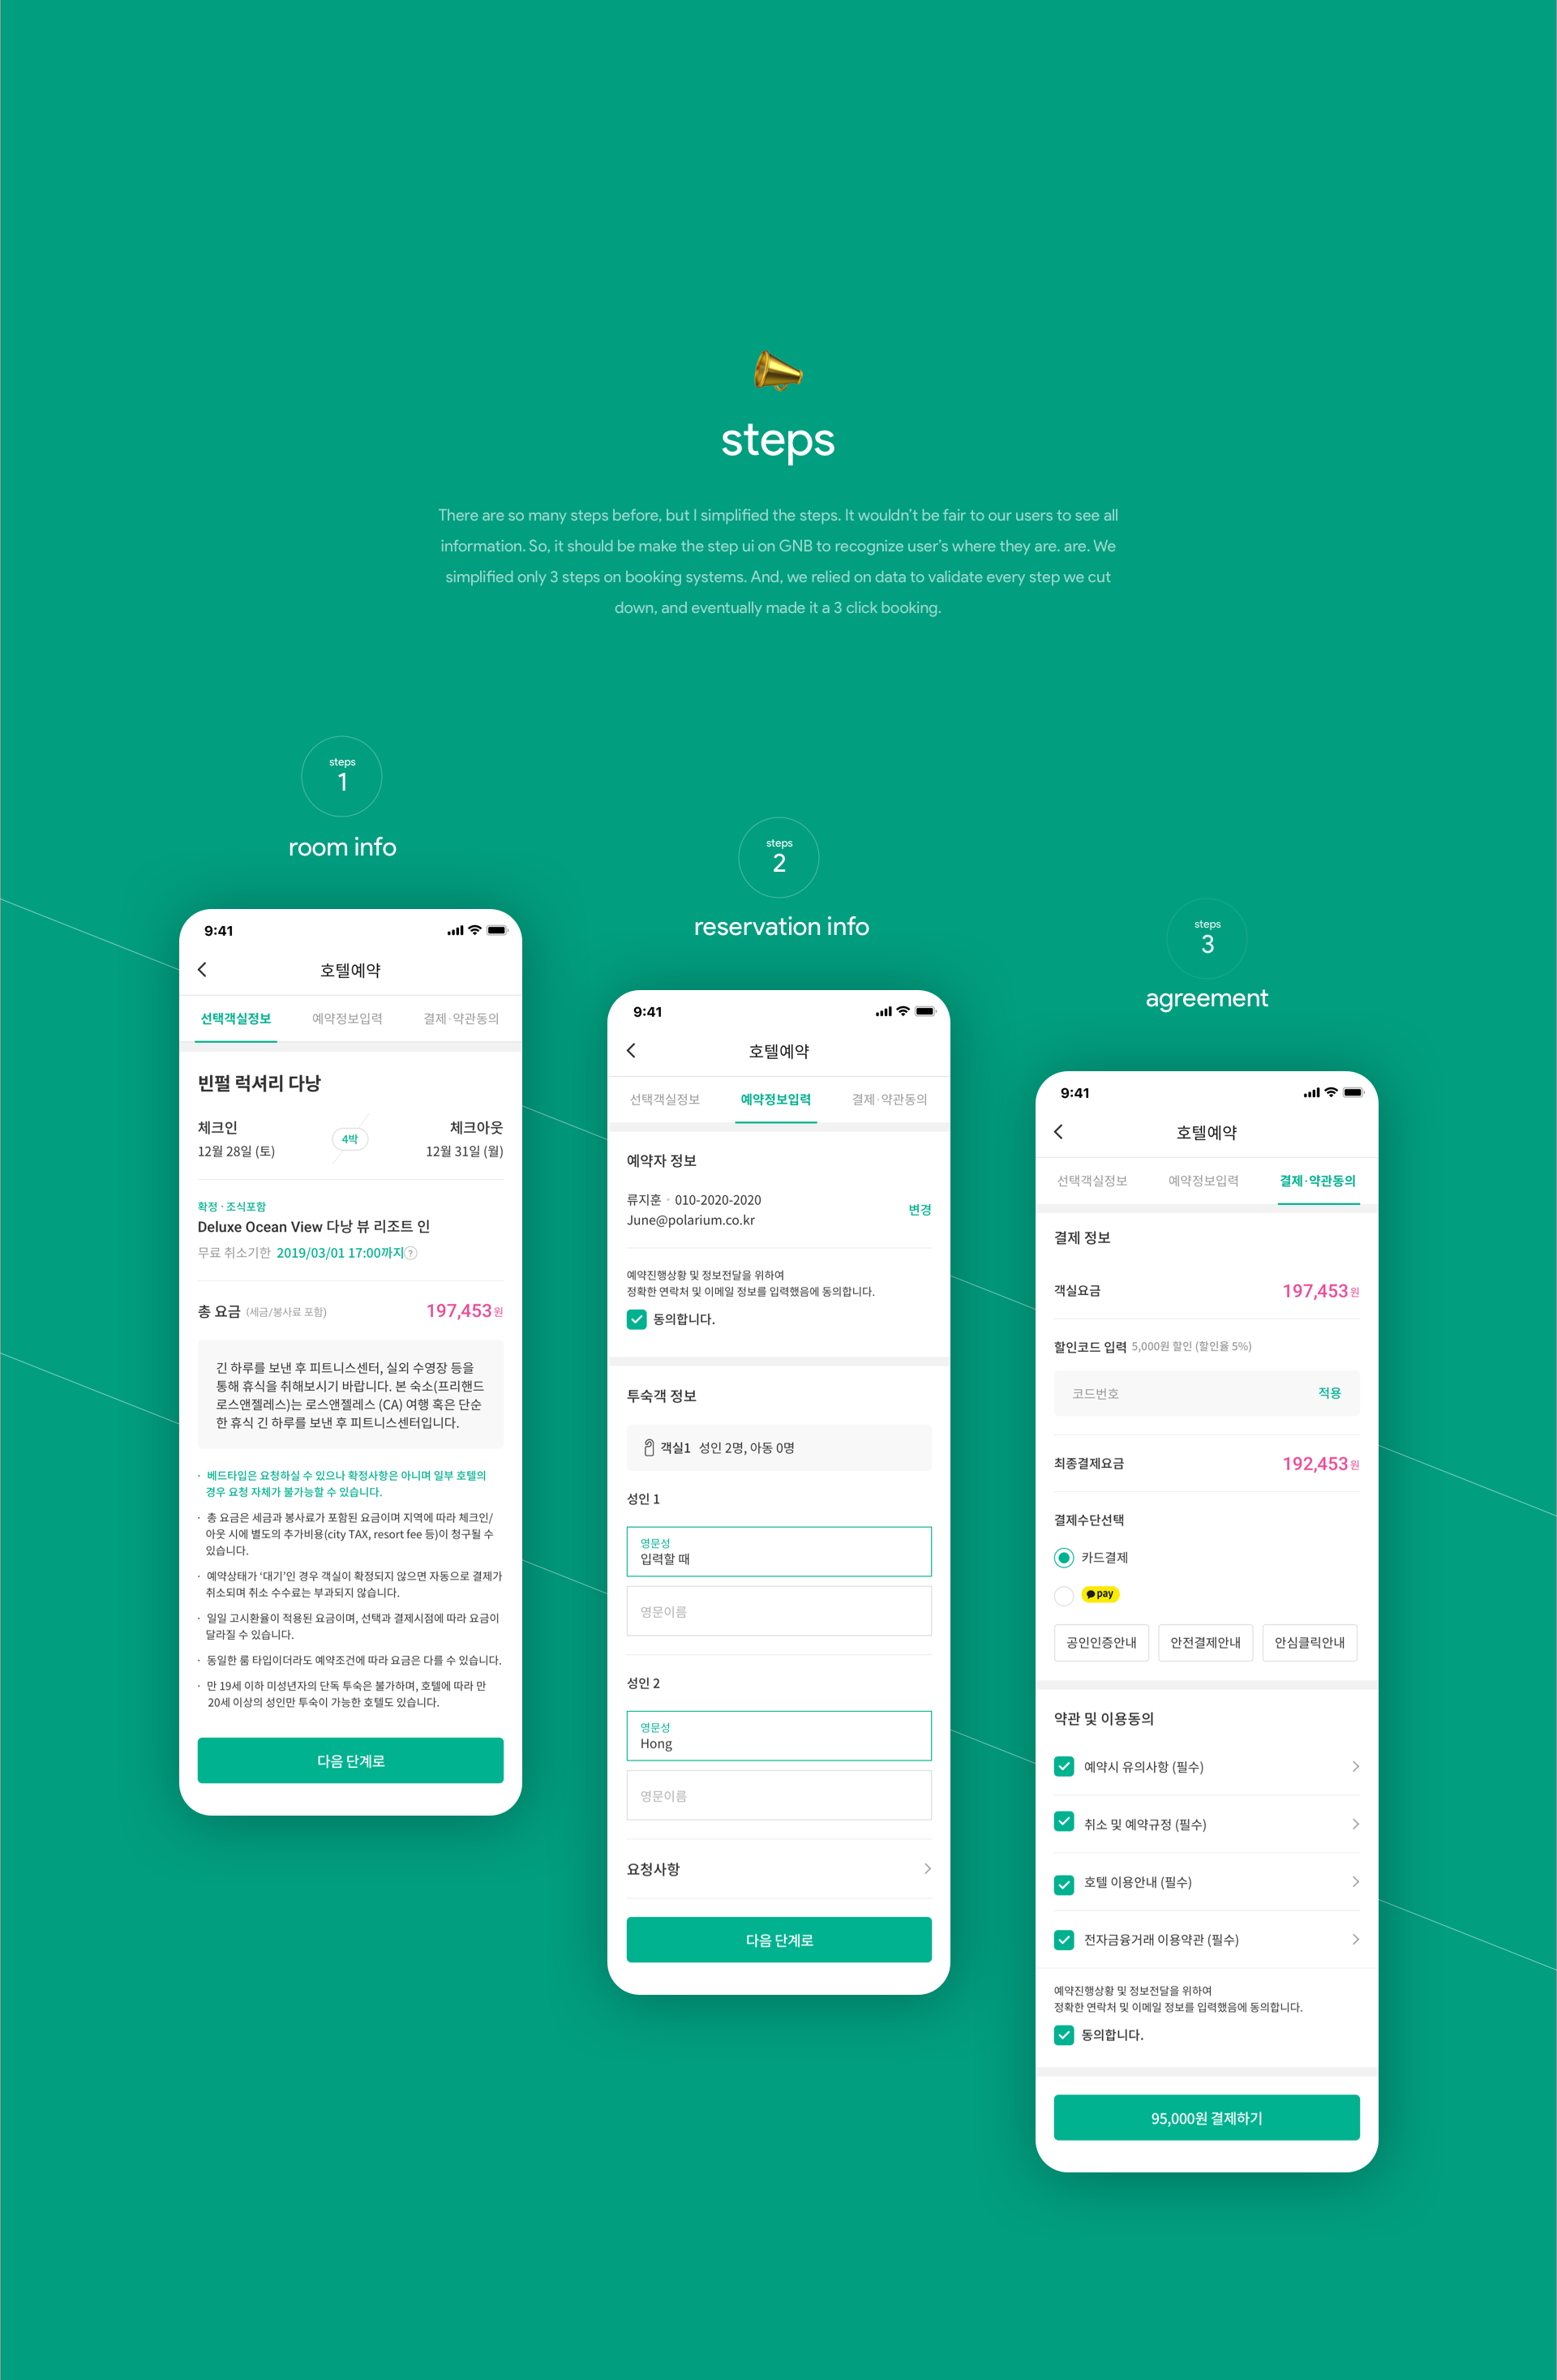 steps
There are so many steps before, but I simplified the steps. It wouldn't be fair to our users to see all
information. So, it should be make the step ui on GNB to recognize user's where they are. are. We
simplified only 3 steps on booking systems. And, we relied on data to validate every step we cut
down, and eventually made it a 3 click booking.
steps
1
room info
9:41
호텔예약
선택객실정보 예약정보입력 결제·약관동의
빈펄 럭셔리 다낭
체크인 4박 체크아웃
12월 28일 (토) 12월 31일 (월)
확정 · 조식포함
Deluxe Ocean View 다낭 뷰 리조트 인
무료 취소기한 2019/03/01 17:00까지 ?
총 요금 (세금/봉사료 포함) 197,453원
긴 하루를 보낸 후 피트니스센터, 실외 수영장 등을
통해 휴식을 취해보시기 바랍니다. 본 숙소(프리핸드
로스앤젤레스)는 로스앤젤레스 (CA) 여행 혹은 단순
한 휴식 긴 하루를 보낸 후 피트니스센터입니다.
· 베드타입은 요청하실 수 있으나 확정사항은 아니며 일부 호텔의
경우 요청 자체가 불가능할 수 있습니다.
· 총 요금은 세금과 봉사료가 포함된 요금이며 지역에 따라 체크인/
아웃 시에 별도의 추가비용(city TAX, resort fee 등)이 청구될 수
있습니다.
· 예약상태가 '대기'인 경우 객실이 확정되지 않으면 자동으로 결제가
취소되며 취소 수수료는 부과되지 않습니다.
· 일일 고시환율이 적용된 요금이며, 선택과 결제시점에 따라 요금이
달라질 수 있습니다.
· 동일한 룸 타입이더라도 예약조건에 따라 요금은 다를 수 있습니다.
· 만 19세 이하 미성년자의 단독 투숙은 불가하며, 호텔에 따라 만
20세 이상의 성인만 투숙이 가능한 호텔도 있습니다.
다음 단계로
steps
2
reservation info
9:41
호텔예약
선택객실정보 예약정보입력 결제·약관동의
예약자 정보
류지훈 · 010-2020-2020
June@polarium.co.kr
변경
예약진행상황 및 정보전달을 위하여
정확한 연락처 및 이메일 정보를 입력했음에 동의합니다.
동의합니다.
투숙객 정보
객실1 성인 2명, 아동 0명
성인 1
영문성
입력할 때
영문이름
성인 2
영문성
Hong
영문이름
요청사항
다음 단계로
steps
3
agreement
9:41
호텔예약
선택객실정보 예약정보입력 결제·약관동의
결제 정보
객실요금 197,453원
할인코드 입력 5,000원 할인 (할인율 5%)
코드번호 적용
최종결제요금 192,453원
결제수단선택
카드결제
pay
공인인증안내 안전결제안내 안심클릭안내
약관 및 이용동의
예약시 유의사항 (필수)
취소 및 예약규정 (필수)
호텔 이용안내 (필수)
전자금융거래 이용약관 (필수)
예약진행상황 및 정보전달을 위하여
정확한 연락처 및 이메일 정보를 입력했음에 동의합니다.
동의합니다.
95,000원 결제하기